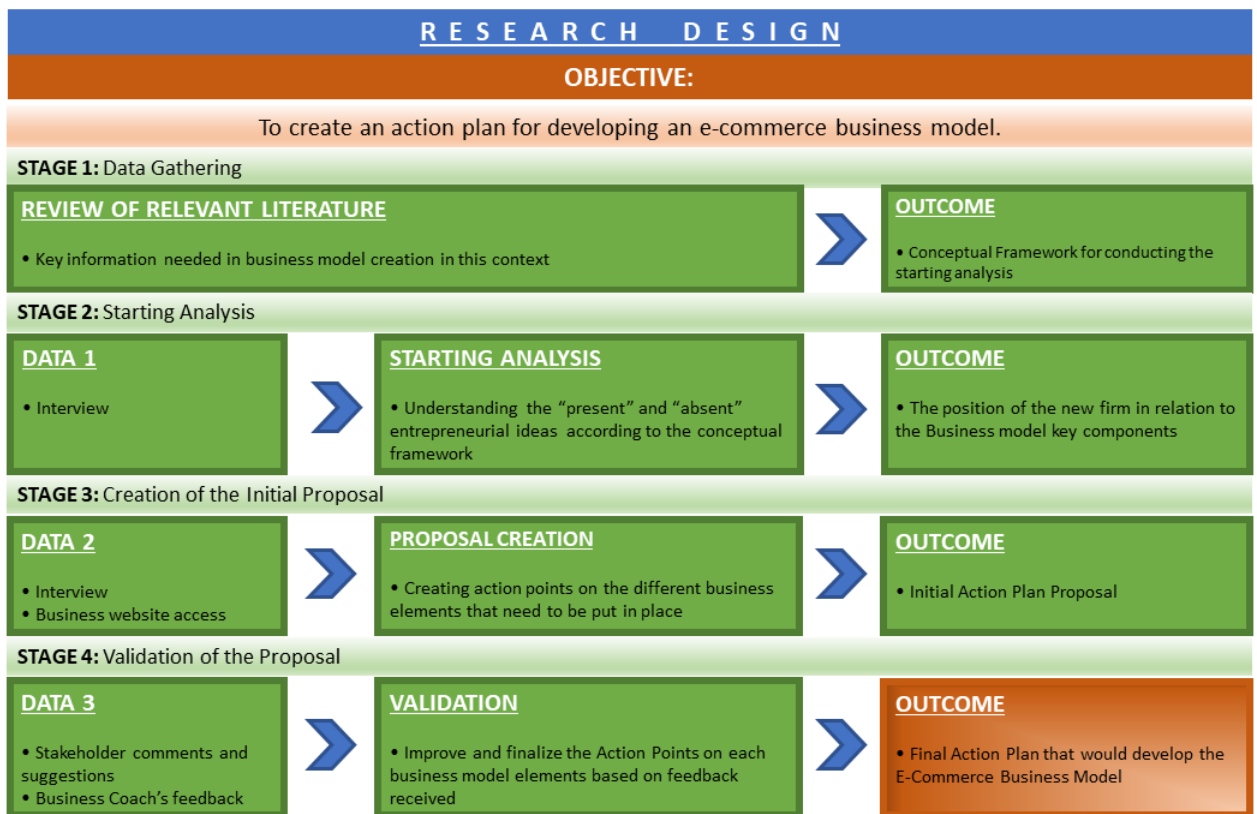 RESEARCH DESIGN
OBJECTIVE:
To create an action plan for developing an e-commerce business model.
STAGE 1: Data Gathering
REVIEW OF RELEVANT LITERATURE
• Key information needed in business model creation in this context
OUTCOME
• Conceptual Framework for conducting the
starting analysis
STAGE 2: Starting Analysis
DATA 1
• Interview
STARTING ANALYSIS
• Understanding the “present” and “absent”
entrepreneurial ideas according to the conceptual
framework
OUTCOME
• The position of the new firm in relation to
the Business model key components
STAGE 3: Creation of the Initial Proposal
DATA 2
• Interview
• Business website access
PROPOSAL CREATION
• Creating action points on the different business
elements that need to be put in place
OUTCOME
• Initial Action Plan Proposal
STAGE 4: Validation of the Proposal
DATA 3
• Stakeholder comments and
suggestions
• Business Coach’s feedback
VALIDATION
• Improve and finalize the Action Points on each
business model elements based on feedback
received
OUTCOME
• Final Action Plan that would develop the
E-Commerce Business Model